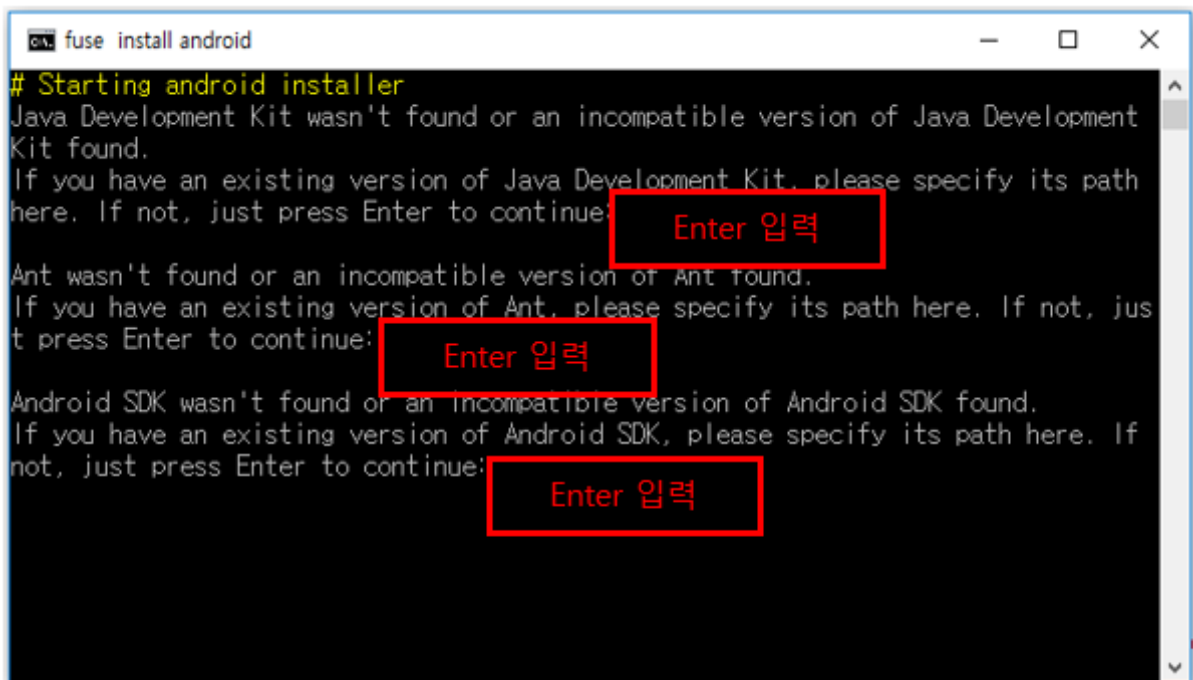 fuse install android
# Starting android installer
Java Development Kit wasn't found or an incompatible version of Java Development
Kit found.
If you have an existing version of Java Development Kit, please specify its path
here. If not, just press Enter to continue:
Enter 입력
Ant wasn't found or an incompatible version of Ant found.
If you have an existing version of Ant, please specify its path here. If not, jus
t press Enter to continue:
Enter 입력
Android SDK wasn't found or an incompatible version of Android SDK found.
If you have an existing version of Android SDK, please specify its path here. If
not, just press Enter to continue:
Enter 입력